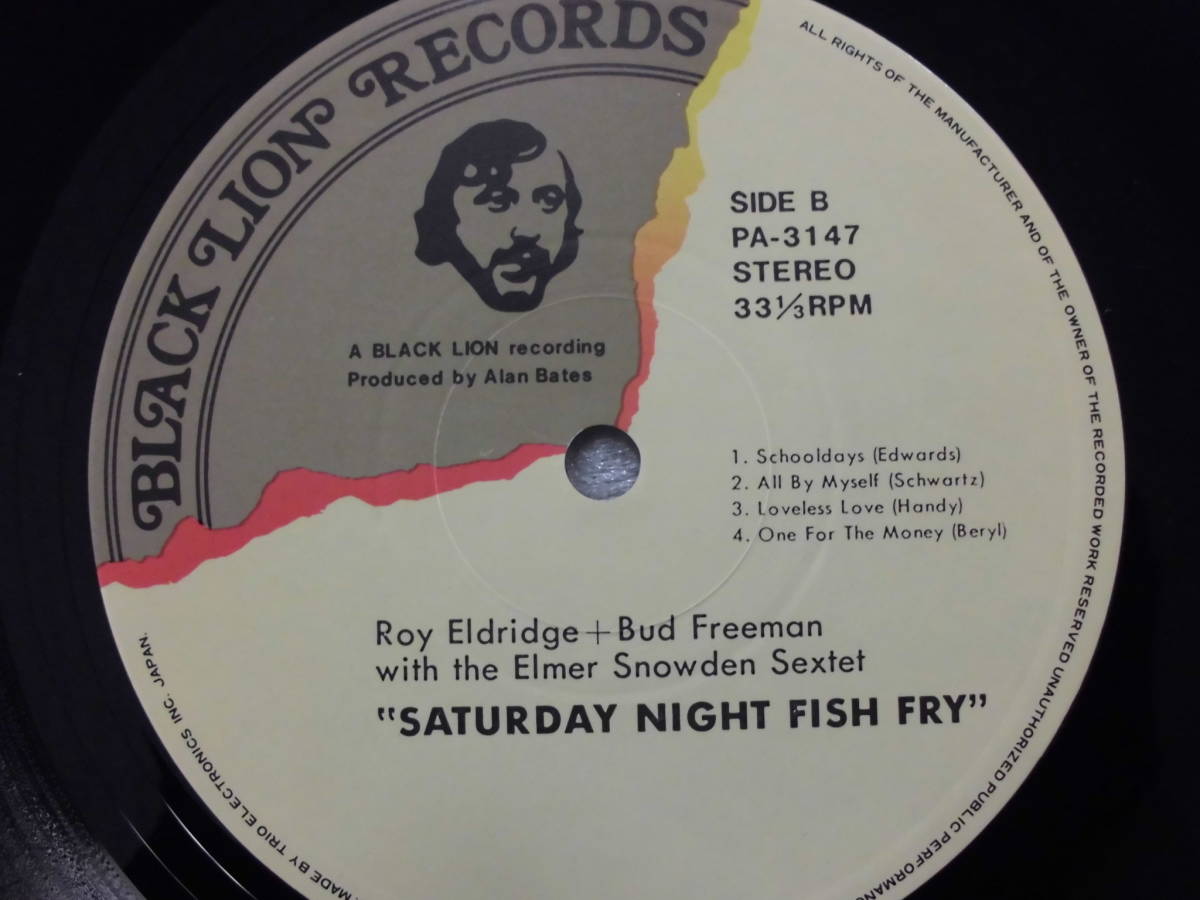 BLACK LION RECORDS
A BLACK LION recording
Produced by Alan Bates
SIDE B
PA-3147
STEREO
33⅓RPM
1. Schooldays (Edwards)
2. All By Myself (Schwartz)
3. Loveless Love (Handy)
4. One For The Money (Beryl)
Roy Eldridge+Bud Freeman
with the Elmer Snowden Sextet
"SATURDAY NIGHT FISH FRY"
ALL RIGHTS OF THE MANUFACTURER AND OF THE OWNER OF THE RECORDED WORK RESERVED UNAUTHORIZED PUBLIC PERFORMANC
MADE BY TRIO ELECTRONICS INC. JAPAN.